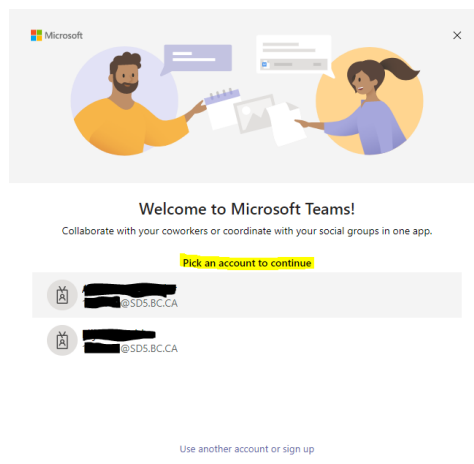 Microsoft
Welcome to Microsoft Teams!
Collaborate with your coworkers or coordinate with your social groups in one app.
Pick an account to continue
@SD5.BC.CA
@SD5.BC.CA
Use another account or sign up